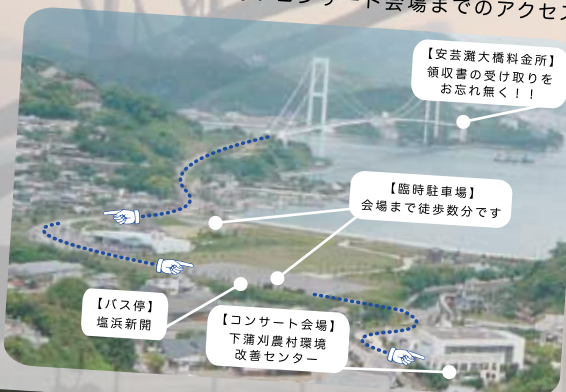 コンサート会場までのアクセス
【安芸灘大橋料金所】
領収書の受け取りを
お忘れ無く！！
【臨時駐車場】
会場まで徒歩数分です
【バス停】
塩浜新開
【コンサート会場】
下蒲刈農村環境
改善センター